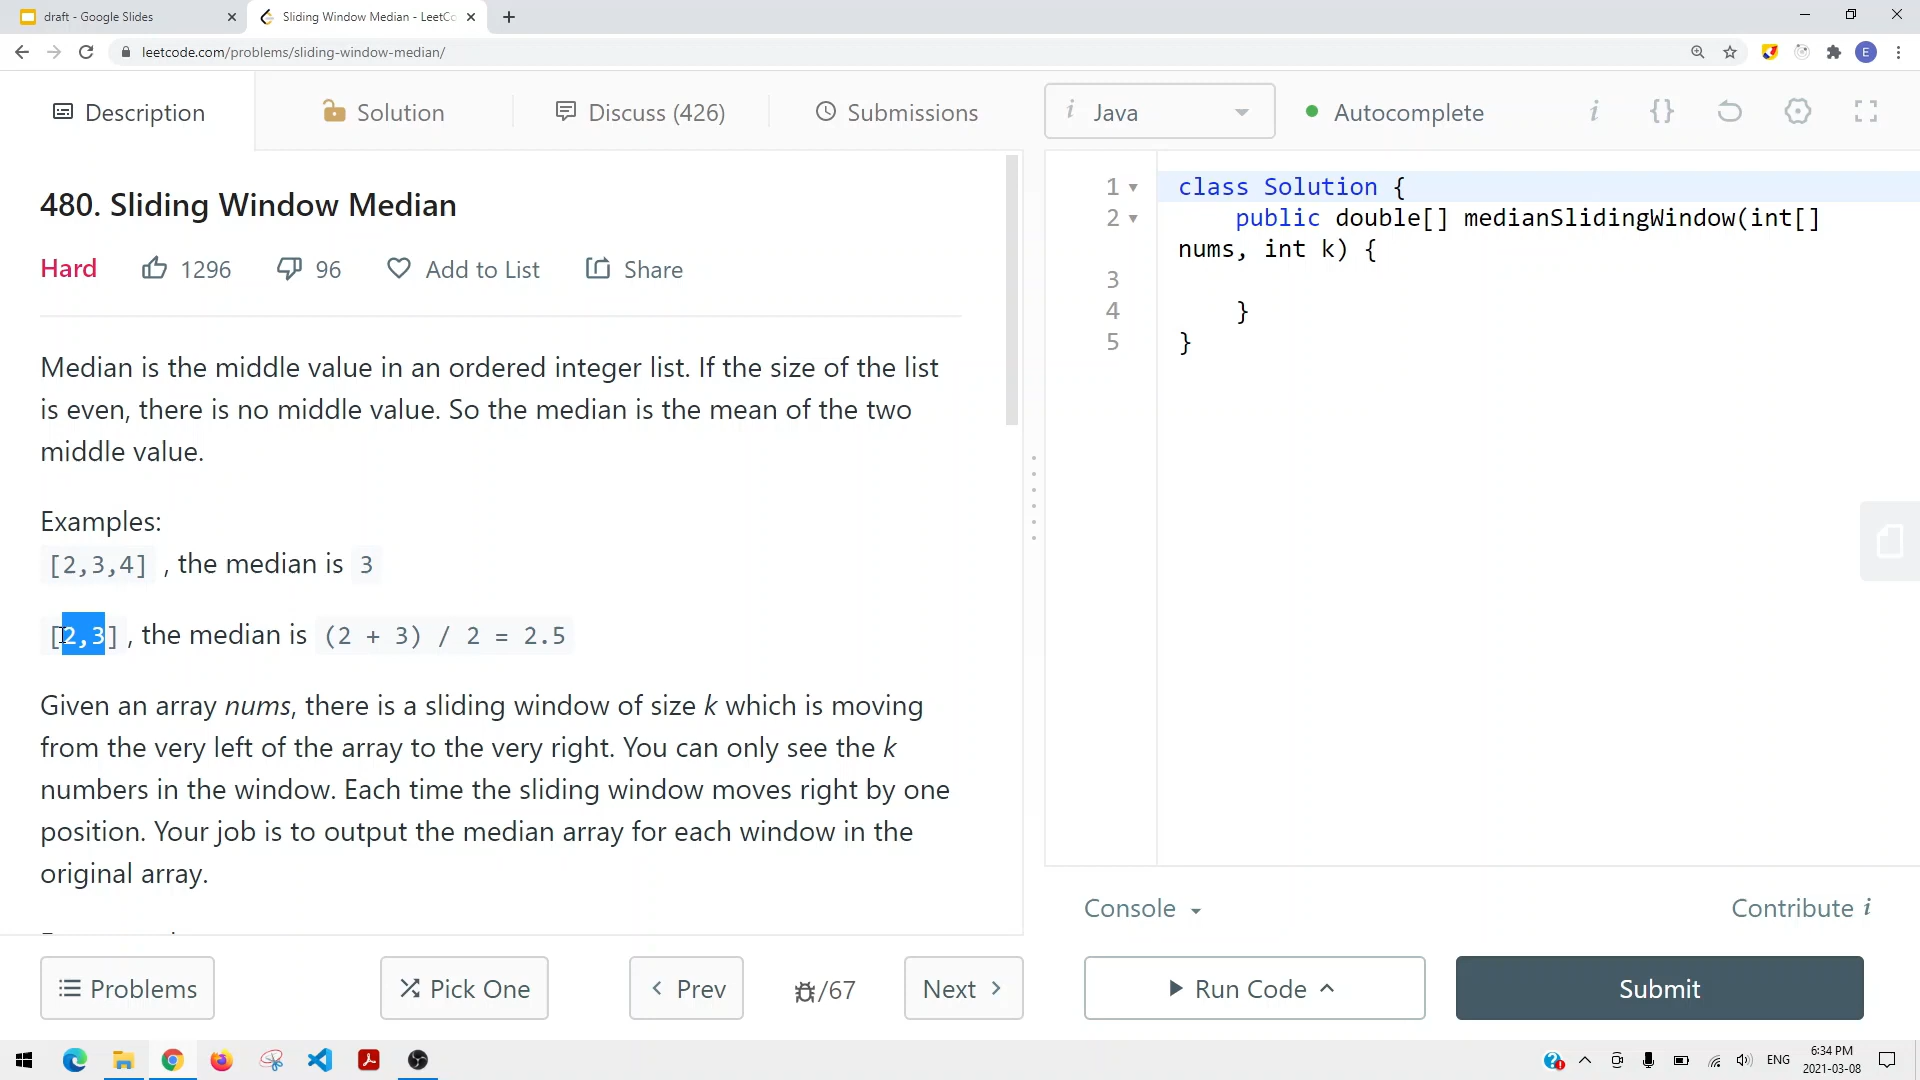 draft - Google Slides
Sliding Window Median - LeetCo
leetcode.com/problems/sliding-window-median/
E
Description
Solution
Discuss (426)
Submissions
i Java
Autocomplete
i {}
480. Sliding Window Median
Hard 1296 96 Add to List Share
Median is the middle value in an ordered integer list. If the size of the list
is even, there is no middle value. So the median is the mean of the two
middle value.
Examples:
[2,3,4] , the median is 3
[2,3] , the median is (2 + 3) / 2 = 2.5
Given an array nums, there is a sliding window of size k which is moving
from the very left of the array to the very right. You can only see the k
numbers in the window. Each time the sliding window moves right by one
position. Your job is to output the median array for each window in the
original array.
1 class Solution {
2 public double[] medianSlidingWindow(int[]
nums, int k) {
3
4 }
5 }
Console
Contribute i
Problems
Pick One
Prev
/67
Next
Run Code
Submit
ENG
6:34 PM
2021-03-08